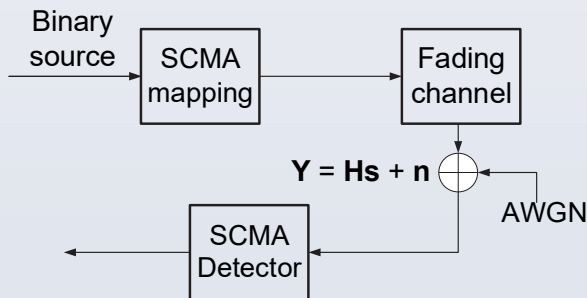 Binary
source
SCMA
mapping
Fading
channel
Y = Hs + n
AWGN
SCMA
Detector